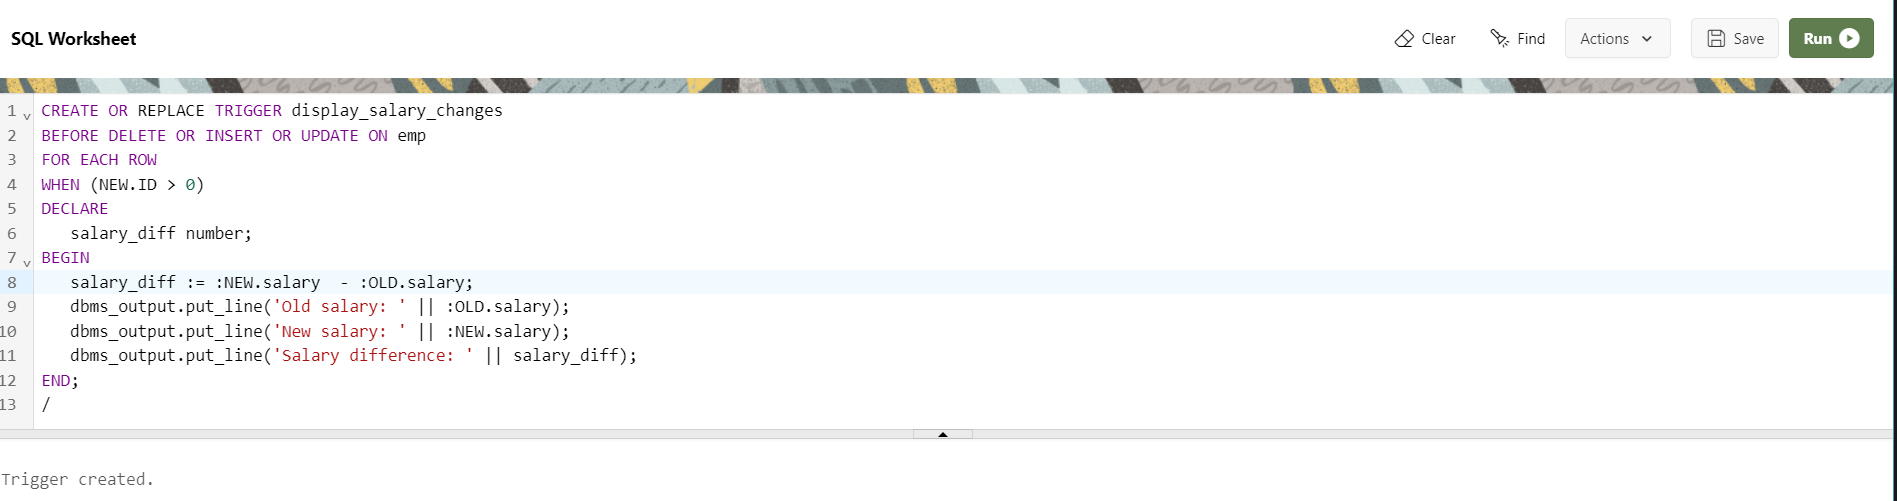 SQL Worksheet
Clear
Find
Actions
Save
Run
1 CREATE OR REPLACE TRIGGER display_salary_changes
2 BEFORE DELETE OR INSERT OR UPDATE ON emp
3 FOR EACH ROW
4 WHEN (NEW.ID > 0)
5 DECLARE
6    salary_diff number;
7 BEGIN
8    salary_diff := :NEW.salary  - :OLD.salary;
9    dbms_output.put_line('Old salary: ' || :OLD.salary);
10    dbms_output.put_line('New salary: ' || :NEW.salary);
11    dbms_output.put_line('Salary difference: ' || salary_diff);
12 END;
13 /
Trigger created.